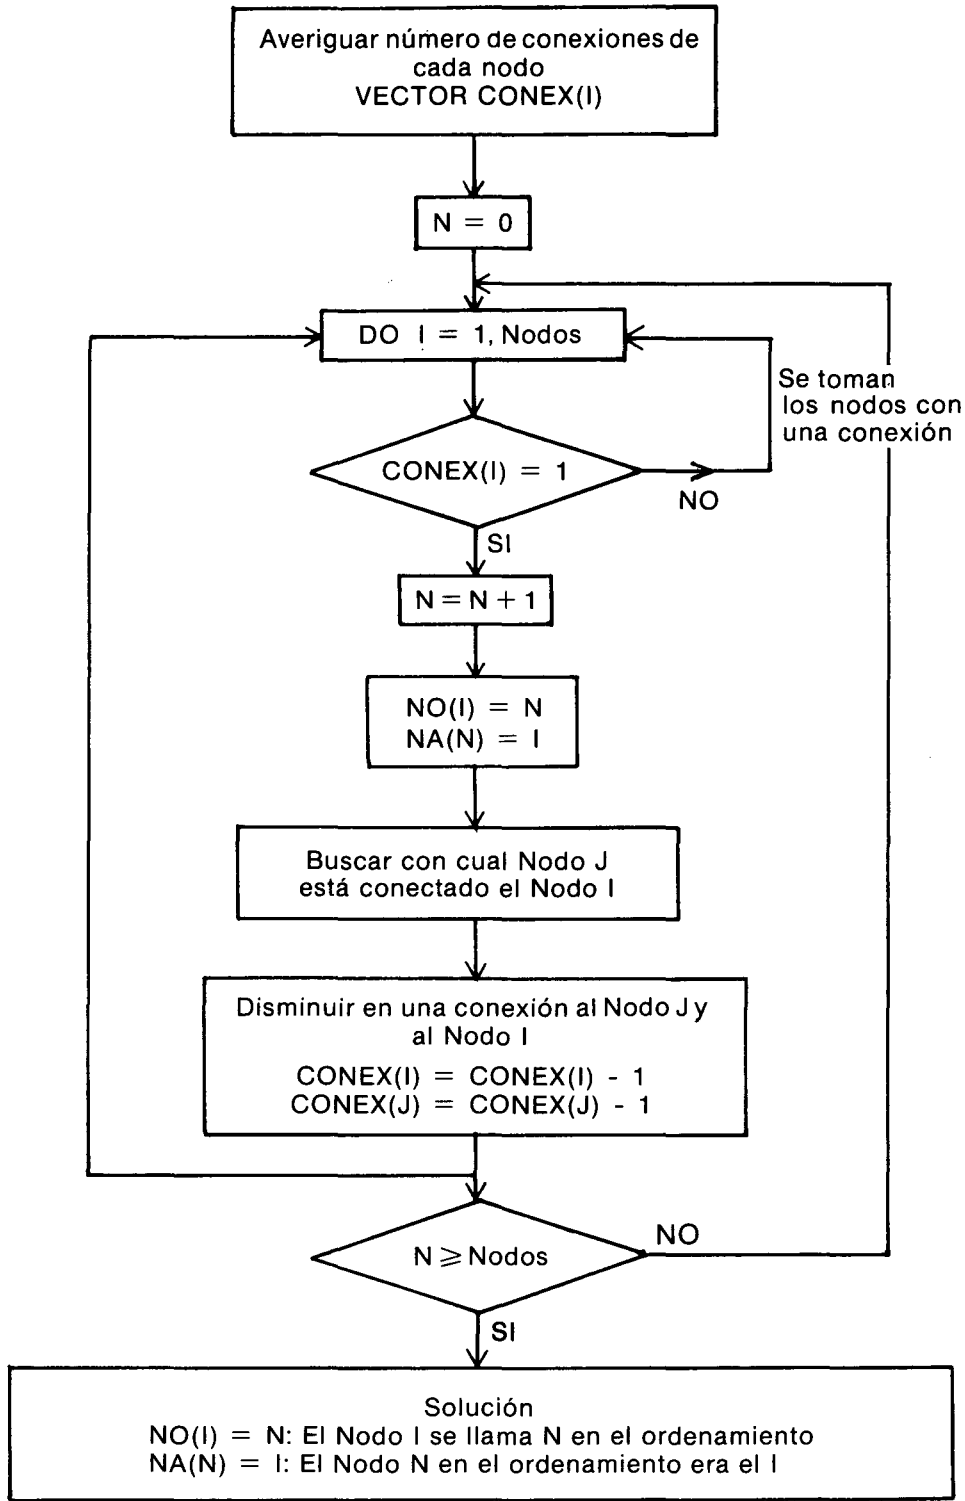 Averiguar número de conexiones de
cada nodo
VECTOR CONEX(I)
N = 0
DO I = 1, Nodos
Se toman
los nodos con
una conexión
CONEX(I) = 1
NO
SI
N = N + 1
NO(I) = N
NA(N) = I
Buscar con cual Nodo J
está conectado el Nodo I
Disminuir en una conexión al Nodo J y
al Nodo I
CONEX(I) = CONEX(I) - 1
CONEX(J) = CONEX(J) - 1
N ⩾ Nodos
NO
SI
Solución
NO(I) = N: El Nodo I se llama N en el ordenamiento
NA(N) = I: El Nodo N en el ordenamiento era el I